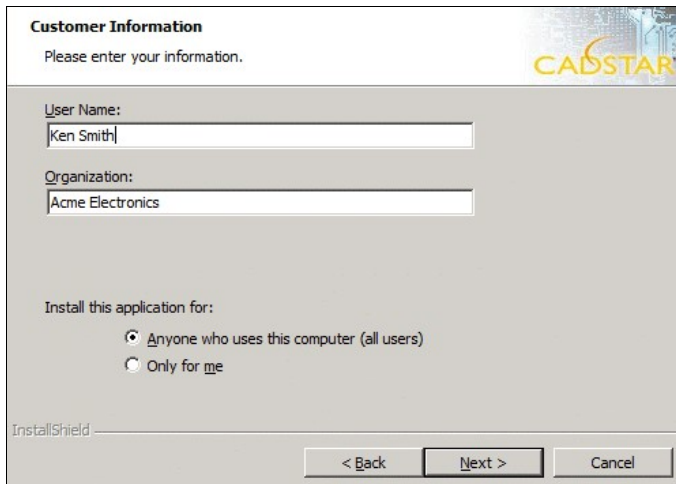 Customer Information
Please enter your information.
CADSTAR
User Name:
Ken Smith
Organization:
Acme Electronics
Install this application for:
Anyone who uses this computer (all users)
Only for me
InstallShield
< Back Next > Cancel